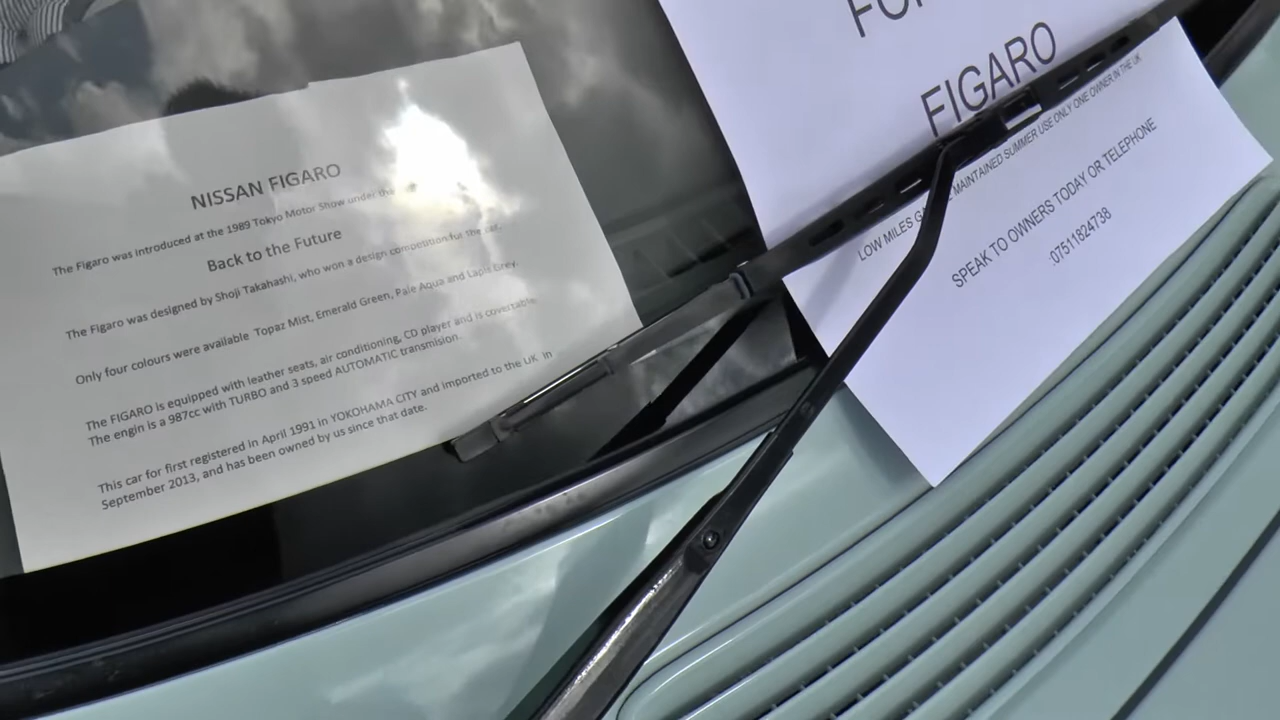 NISSAN FIGARO
The Figaro was introduced at the 1989 Tokyo Motor Show under the
Back to the Future
The Figaro was designed by Shoji Takahashi, who won a design competition for the car.
Only four colours were available Topaz Mist, Emerald Green, Pale Aqua and Lapis Grey.
The FIGARO is equipped with leather seats, air conditioning, CD player and is covertable.
The engin is a 987cc with TURBO and 3 speed AUTOMATIC transmision.
This car for first registered in April 1991 in YOKOHAMA CITY and imported to the UK in
September 2013, and has been owned by us since that date.
FIGARO
LOW MILES MAINTAINED SUMMER USE ONLY ONE OWNER IN THE UK
SPEAK TO OWNERS TODAY OR TELEPHONE
.07511824738